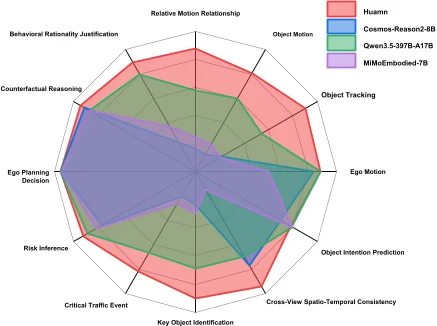 Relative Motion Relationship
Huamn
Cosmos-Reason2-8B
Qwen3.5-397B-A17B
MiMoEmbodied-7B
Behavioral Rationality Justification
Object Motion
Counterfactual Reasoning
Object Tracking
Ego Planning
Decision
Ego Motion
Risk Inference
Object Intention Prediction
Critical Traffic Event
Cross-View Spatio-Temporal Consistency
Key Object Identification